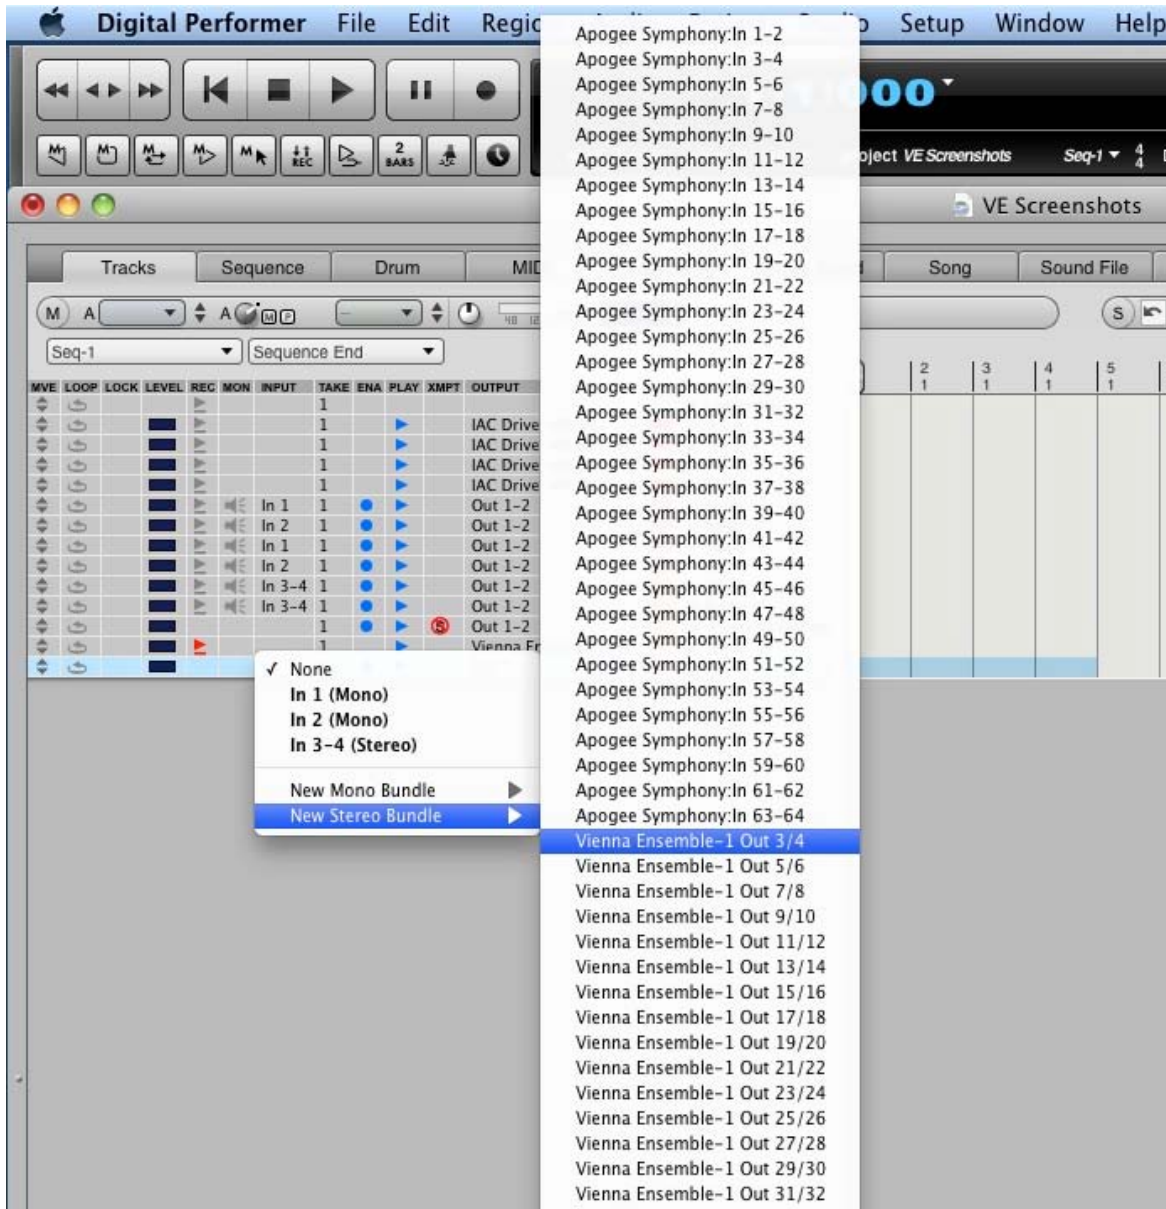 Digital Performer File Edit Setup Window Help
000
VE Screenshots Seq-1 4 4
M M M M M REC 2 BARS
VE Screenshots
Tracks Sequence Drum Song Sound File
M A A M P S
Seq-1 Sequence End
2 1 3 1 4 1 5 1
MVE LOOP LOCK LEVEL REC MON INPUT TAKE ENA PLAY XMPT OUTPUT
1
1 IAC Drive
1 IAC Drive
1 IAC Drive
1 IAC Drive
In 1 1 Out 1-2
In 2 1 Out 1-2
In 1 1 Out 1-2
In 2 1 Out 1-2
In 3-4 1 Out 1-2
In 3-4 1 Out 1-2
1 S Out 1-2
1 Vienna
✓ None
In 1 (Mono)
In 2 (Mono)
In 3-4 (Stereo)
New Mono Bundle
New Stereo Bundle
Apogee Symphony:In 1-2
Apogee Symphony:In 3-4
Apogee Symphony:In 5-6
Apogee Symphony:In 7-8
Apogee Symphony:In 9-10
Apogee Symphony:In 11-12
Apogee Symphony:In 13-14
Apogee Symphony:In 15-16
Apogee Symphony:In 17-18
Apogee Symphony:In 19-20
Apogee Symphony:In 21-22
Apogee Symphony:In 23-24
Apogee Symphony:In 25-26
Apogee Symphony:In 27-28
Apogee Symphony:In 29-30
Apogee Symphony:In 31-32
Apogee Symphony:In 33-34
Apogee Symphony:In 35-36
Apogee Symphony:In 37-38
Apogee Symphony:In 39-40
Apogee Symphony:In 41-42
Apogee Symphony:In 43-44
Apogee Symphony:In 45-46
Apogee Symphony:In 47-48
Apogee Symphony:In 49-50
Apogee Symphony:In 51-52
Apogee Symphony:In 53-54
Apogee Symphony:In 55-56
Apogee Symphony:In 57-58
Apogee Symphony:In 59-60
Apogee Symphony:In 61-62
Apogee Symphony:In 63-64
Vienna Ensemble-1 Out 3/4
Vienna Ensemble-1 Out 5/6
Vienna Ensemble-1 Out 7/8
Vienna Ensemble-1 Out 9/10
Vienna Ensemble-1 Out 11/12
Vienna Ensemble-1 Out 13/14
Vienna Ensemble-1 Out 15/16
Vienna Ensemble-1 Out 17/18
Vienna Ensemble-1 Out 19/20
Vienna Ensemble-1 Out 21/22
Vienna Ensemble-1 Out 23/24
Vienna Ensemble-1 Out 25/26
Vienna Ensemble-1 Out 27/28
Vienna Ensemble-1 Out 29/30
Vienna Ensemble-1 Out 31/32